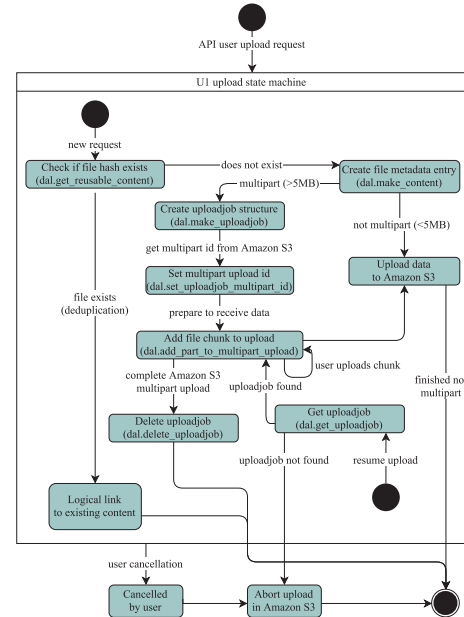 API user upload request
U1 upload state machine
new request
Check if file hash exists
(dal.get_reusable_content)
does not exist
Create file metadata entry
(dal.make_content)
multipart (>5MB)
Create uploadjob structure
(dal.make_uploadjob)
not multipart (<5MB)
get multipart id from Amazon S3
Upload data
to Amazon S3
Set multipart upload id
(dal.set_uploadjob_multipart_id)
file exists
(deduplication)
prepare to receive data
Add file chunk to upload
(dal.add_part_to_multipart_upload)
user uploads chunk
complete Amazon S3
multipart upload
uploadjob found
finished no
multipart
Delete uploadjob
(dal.delete_uploadjob)
Get uploadjob
(dal.get_uploadjob)
uploadjob not found
resume upload
Logical link
to existing content
user cancellation
Cancelled
by user
Abort upload
in Amazon S3